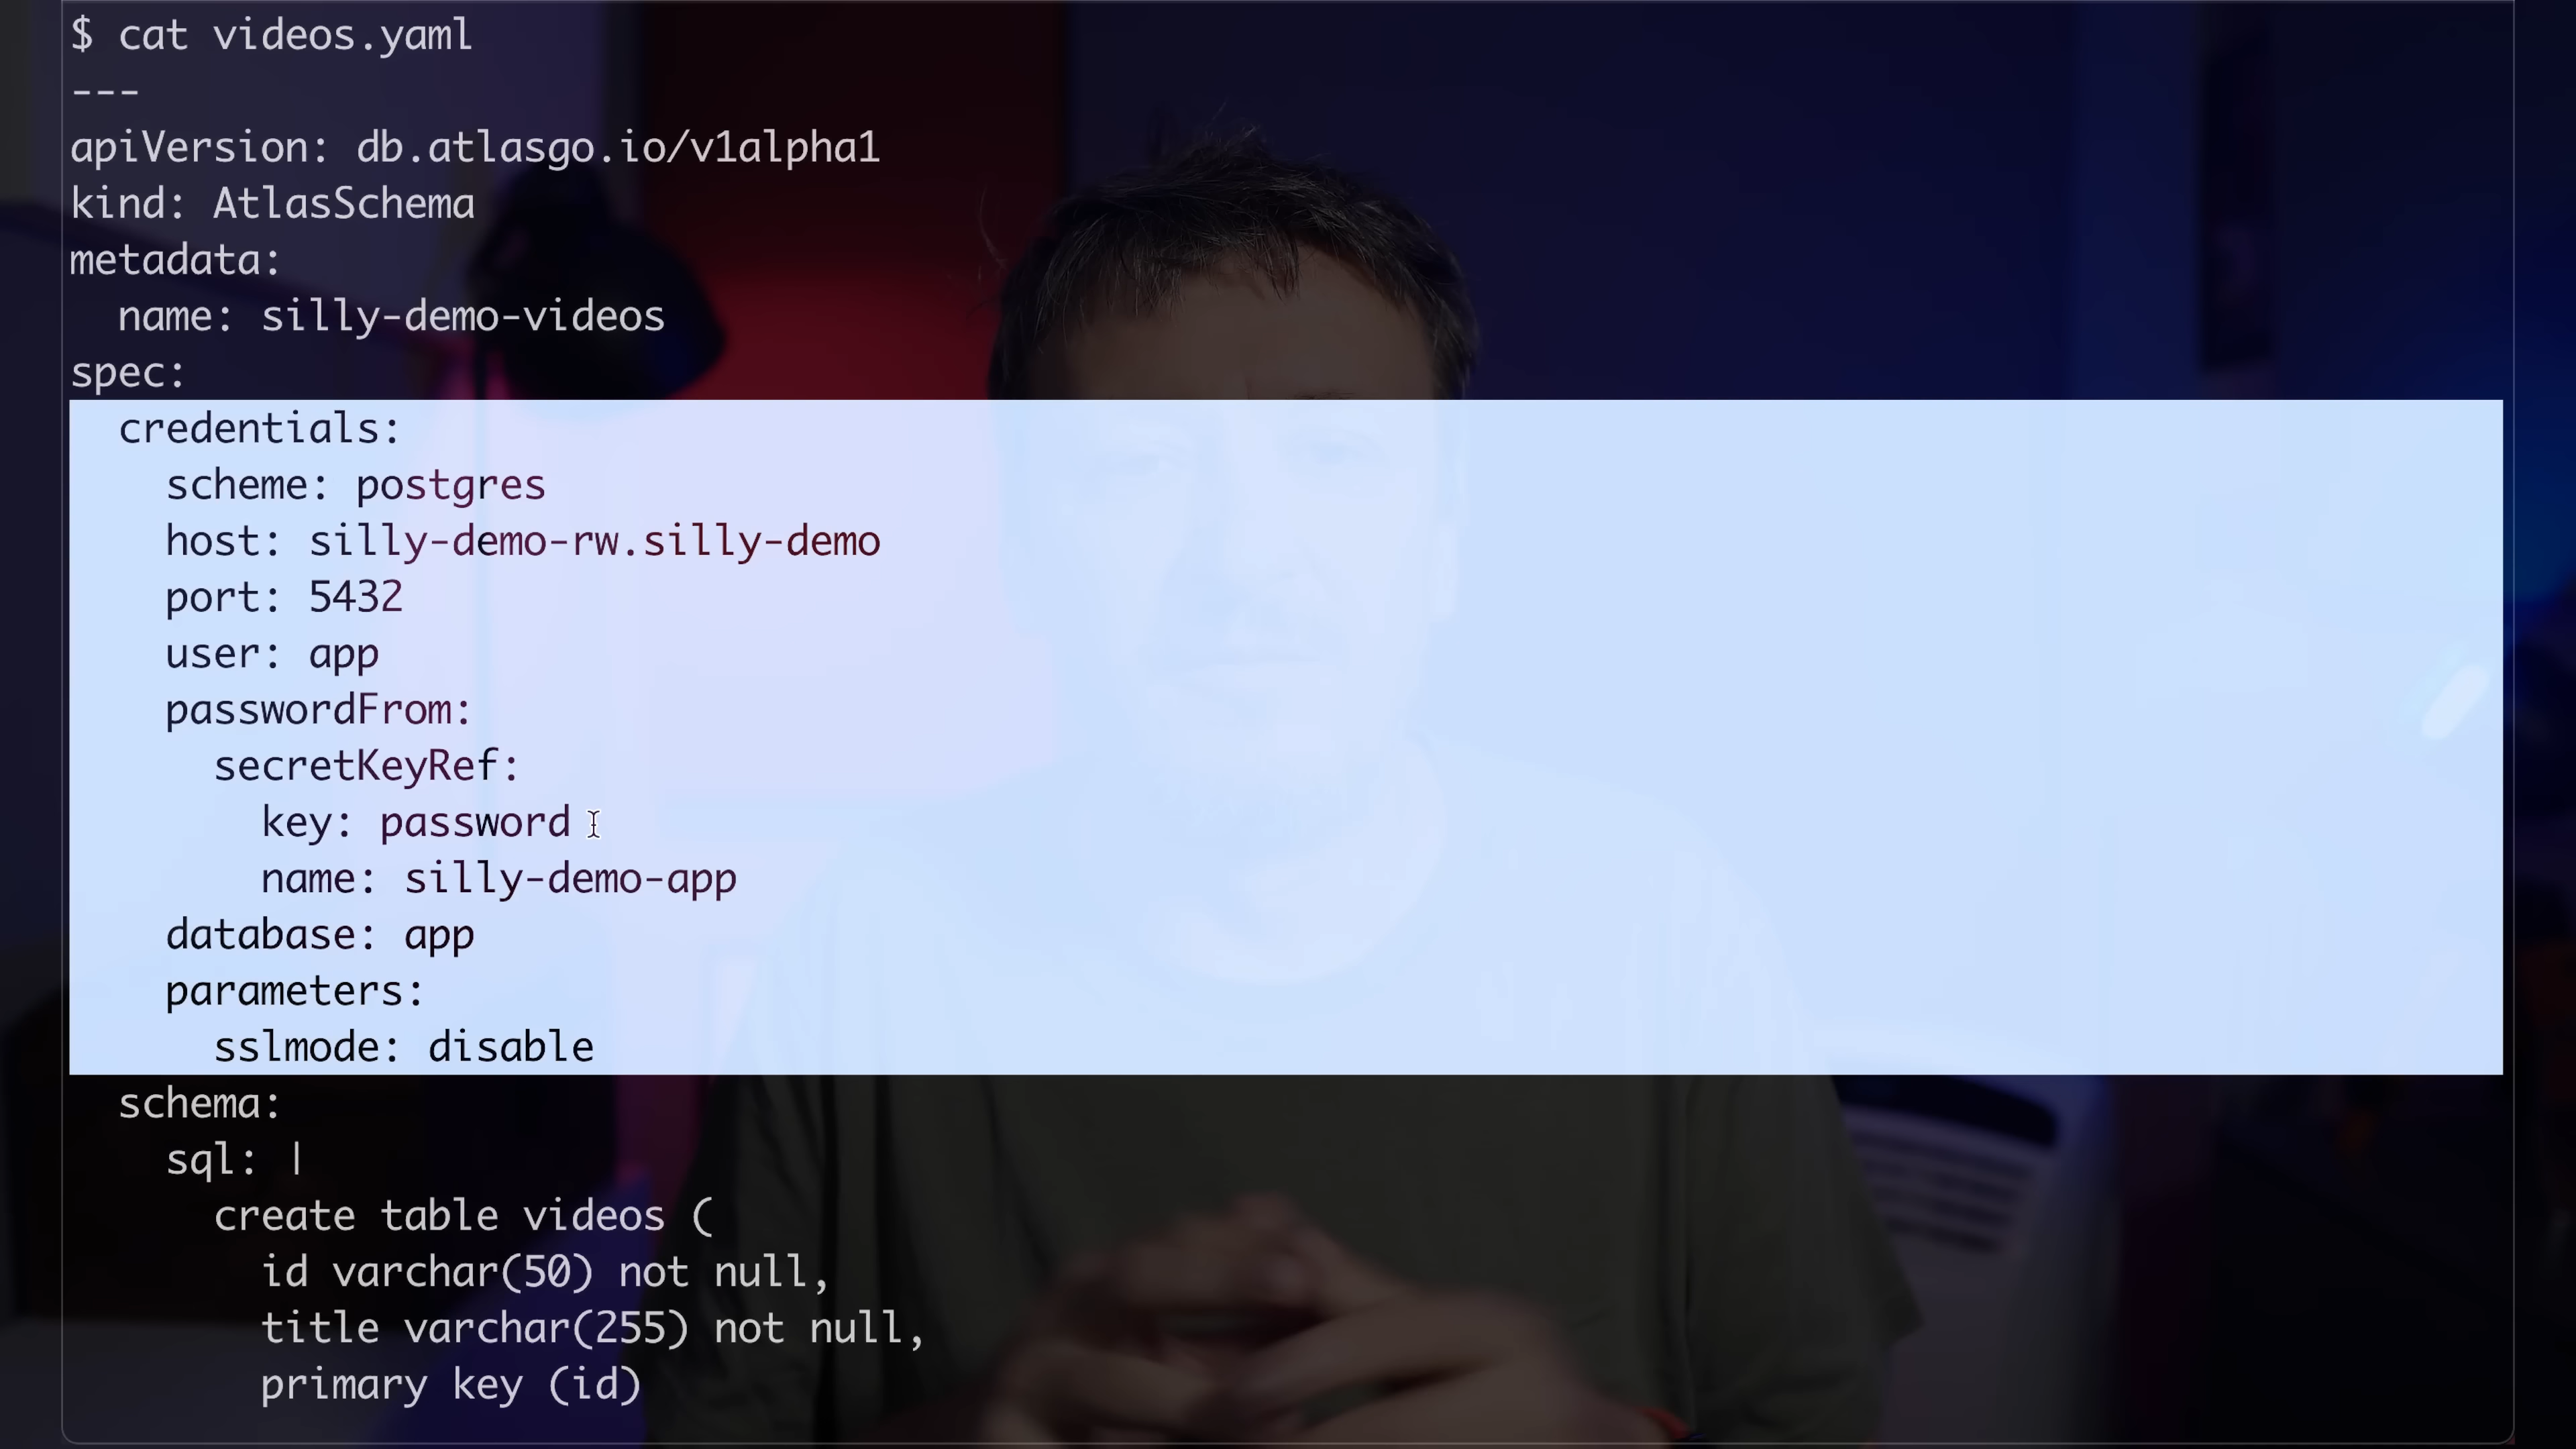 $ cat videos.yaml
---
apiVersion: db.atlasgo.io/v1alpha1
kind: AtlasSchema
metadata:
  name: silly-demo-videos
spec:
  credentials:
    scheme: postgres
    host: silly-demo-rw.silly-demo
    port: 5432
    user: app
    passwordFrom:
      secretKeyRef:
        key: password
        name: silly-demo-app
    database: app
    parameters:
      sslmode: disable
  schema:
    sql: |
      create table videos (
        id varchar(50) not null,
        title varchar(255) not null,
        primary key (id)